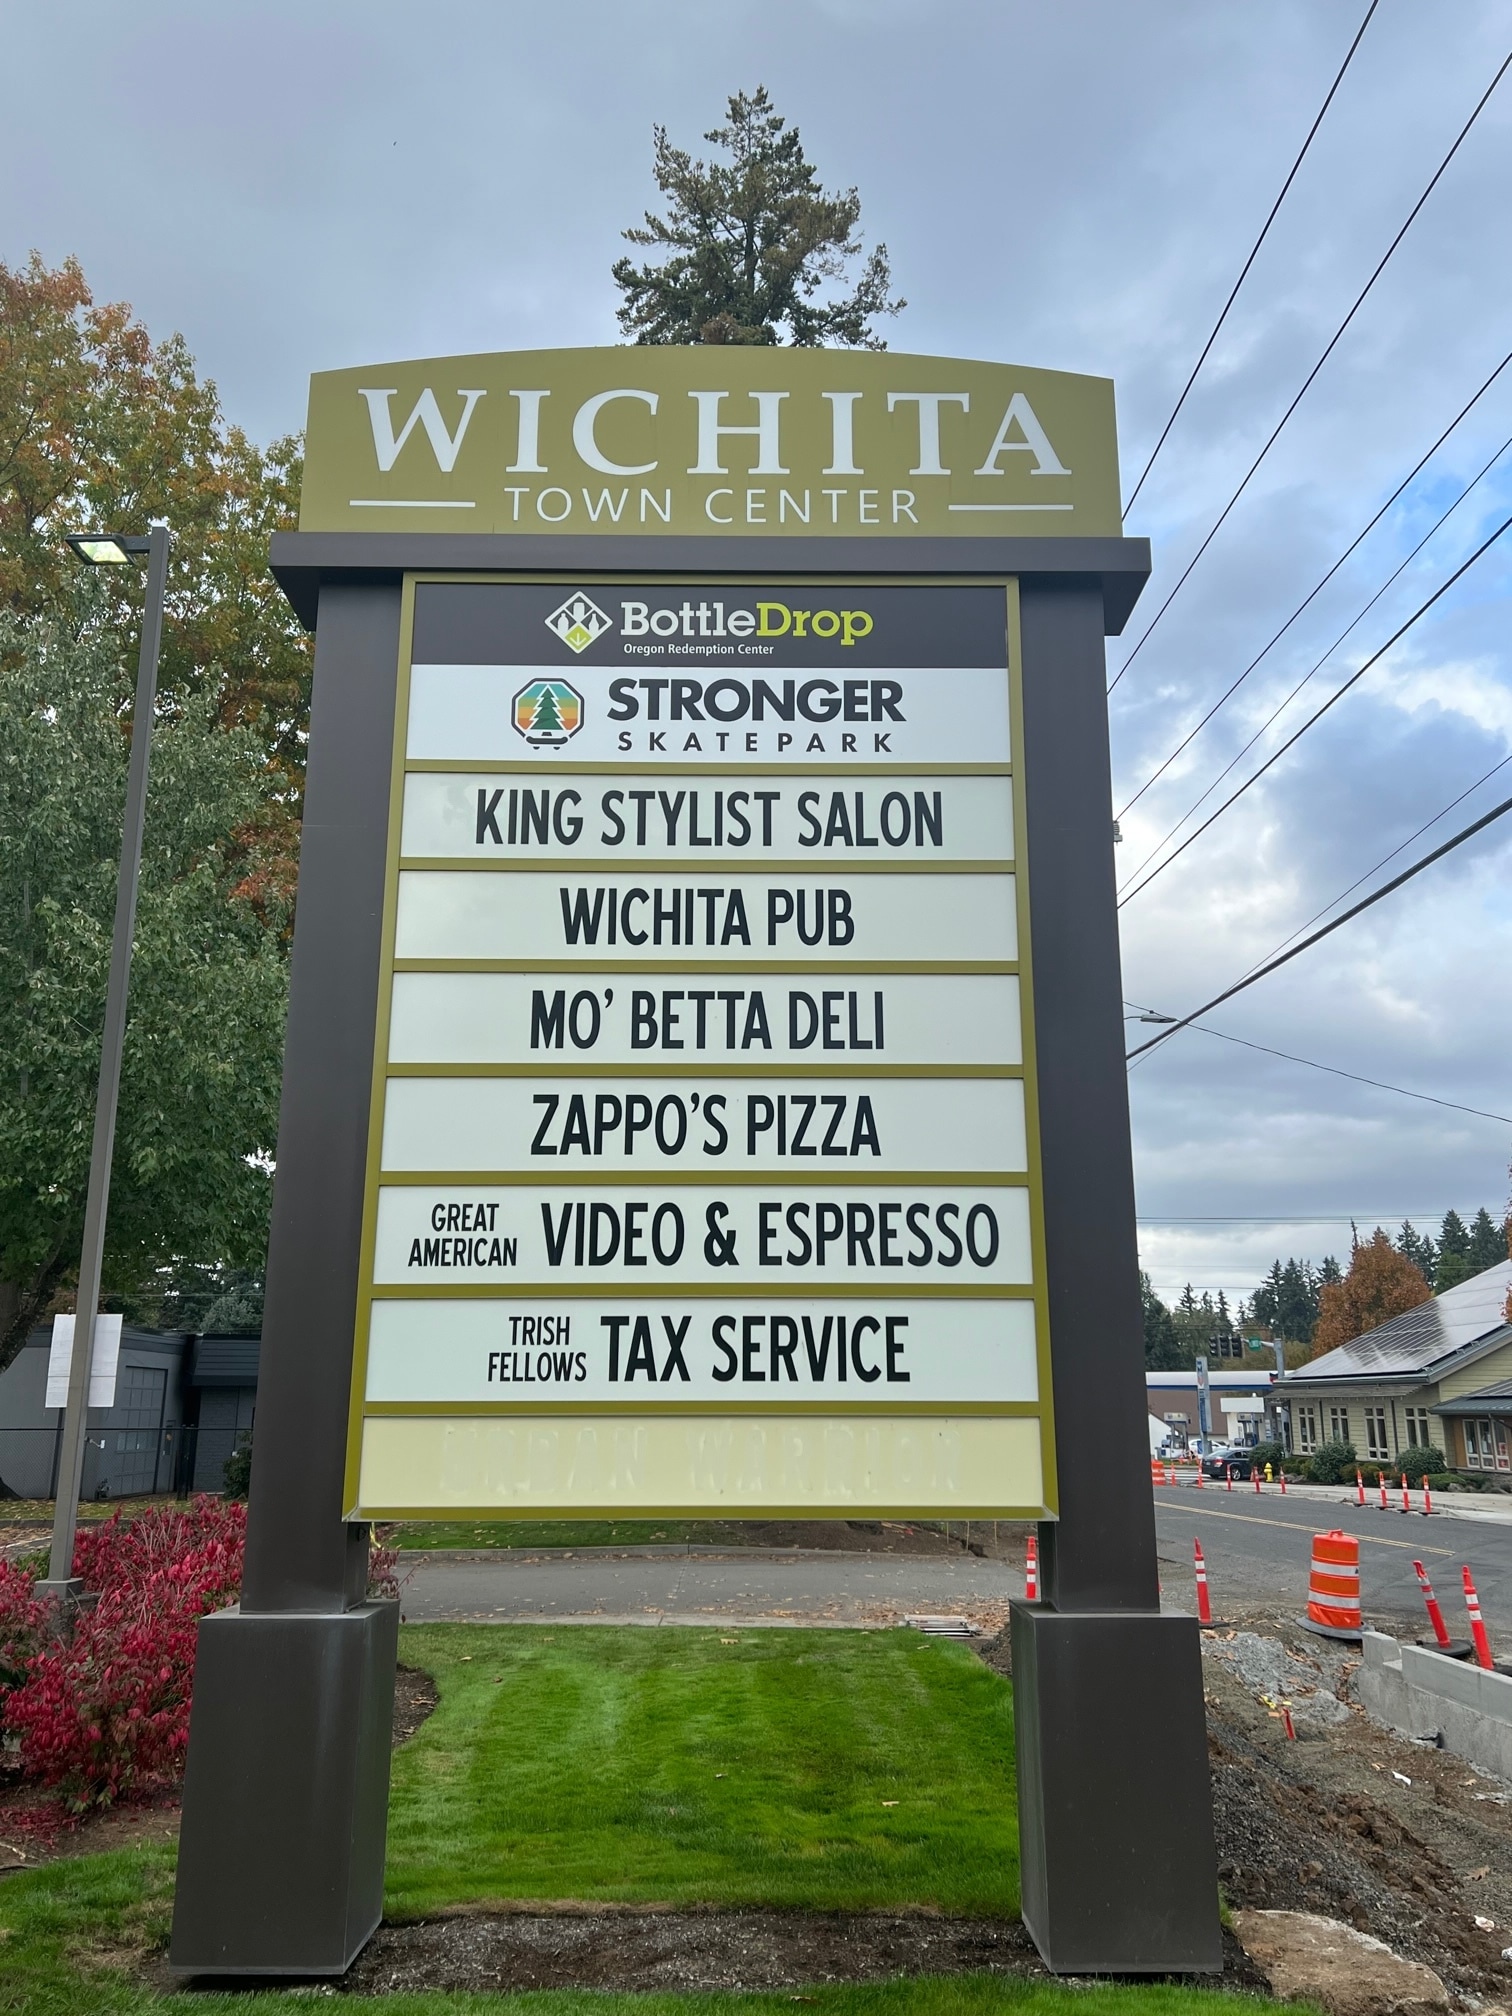 WICHITA
TOWN CENTER
BottleDrop
Oregon Redemption Center
STRONGER
SKATEPARK
KING STYLIST SALON
WICHITA PUB
MO' BETTA DELI
ZAPPO'S PIZZA
GREAT
AMERICAN VIDEO & ESPRESSO
TRISH
FELLOWS TAX SERVICE